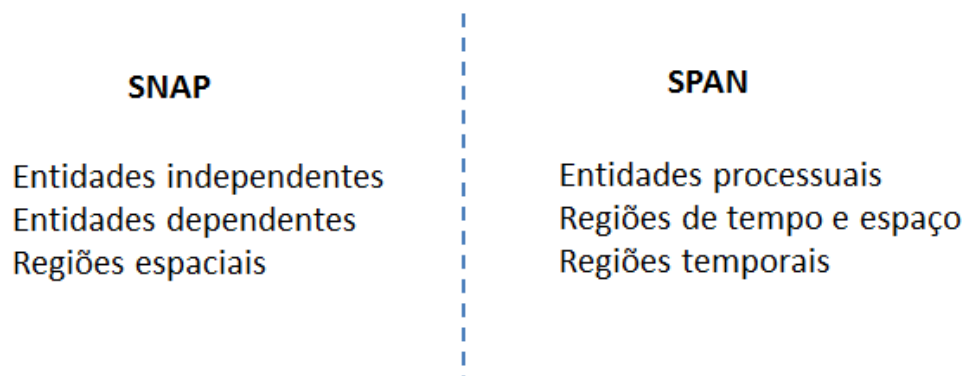 SNAP
Entidades independentes
Entidades dependentes
Regiões espaciais
SPAN
Entidades processuais
Regiões de tempo e espaço
Regiões temporais